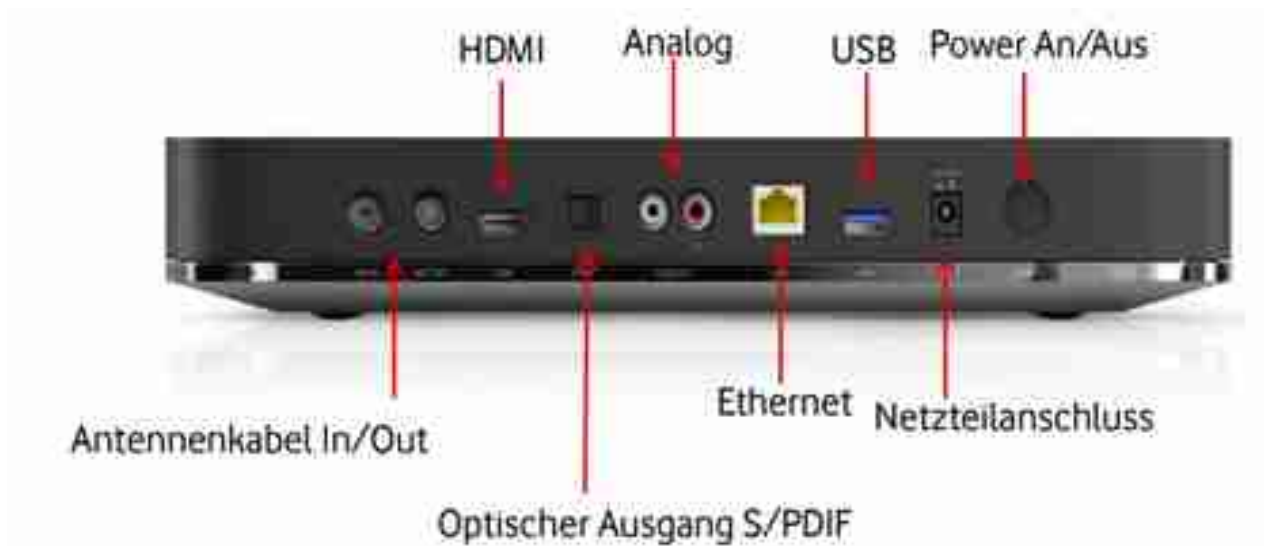 HDMI
Analog
USB
Power An/Aus
Ethernet
Netzteilanschluss
Antennenkabel In/Out
Optischer Ausgang S/PDIF